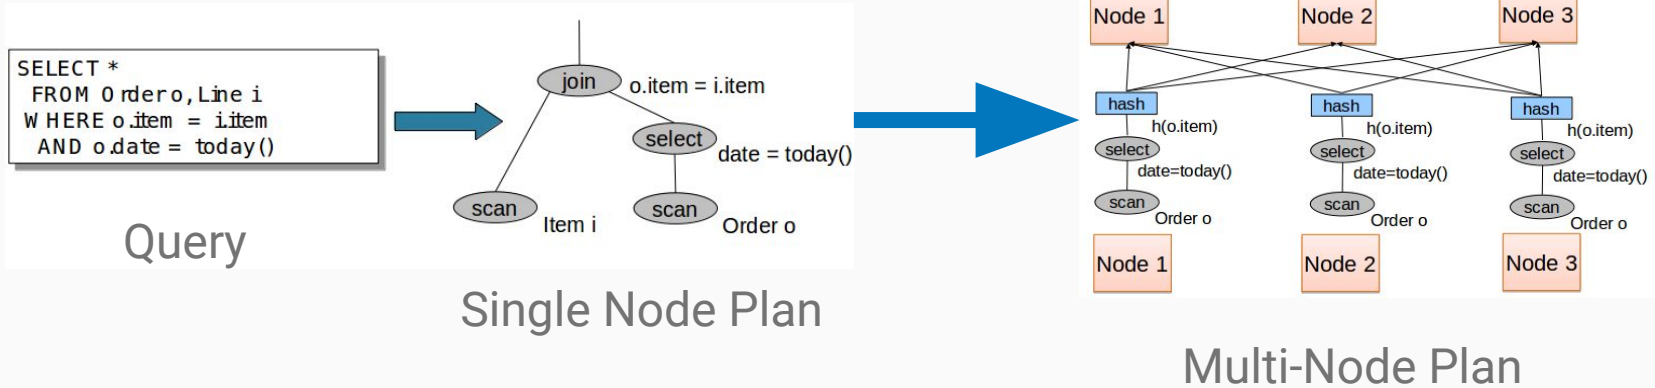 SELECT *
FROM Order o, Line i
WHERE o.item = i.item
AND o.date = today()
Query
join
o.item = i.item
select
date = today()
scan
Item i
scan
Order o
Single Node Plan
Node 1
Node 2
Node 3
hash
h(o.item)
select
date=today()
scan
Order o
Node 1
hash
h(o.item)
select
date=today()
scan
Order o
Node 2
hash
h(o.item)
select
date=today()
scan
Order o
Node 3
Multi-Node Plan